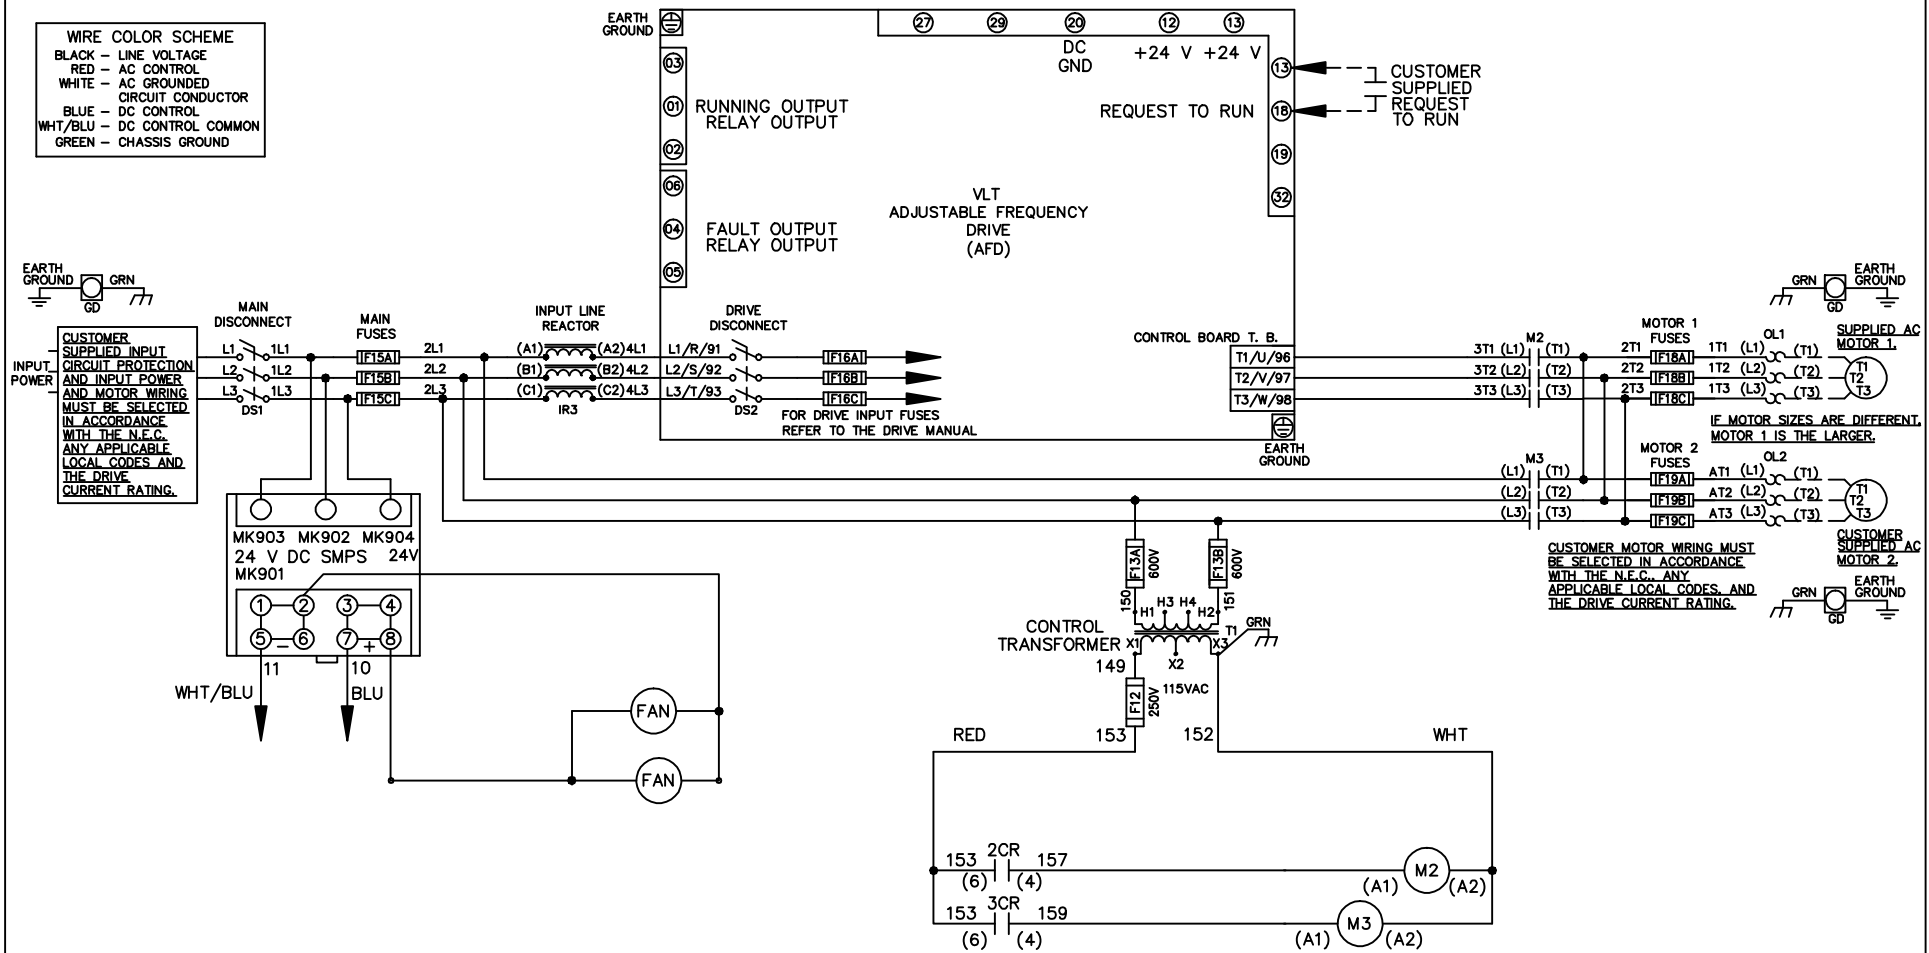 WIRE COLOR SCHEME
BLACK – LINE VOLTAGE
RED – AC CONTROL
WHITE – AC GROUNDED
CIRCUIT CONDUCTOR
BLUE – DC CONTROL
WHT/BLU – DC CONTROL COMMON
GREEN – CHASSIS GROUND
EARTH
GROUND
27 29 20 12 13
DC
GND
+24 V +24 V
03
01
02
RUNNING OUTPUT
RELAY OUTPUT
06
04
05
FAULT OUTPUT
RELAY OUTPUT
REQUEST TO RUN
13
18
19
32
CUSTOMER
SUPPLIED
REQUEST
TO RUN
VLT
ADJUSTABLE FREQUENCY
DRIVE
(AFD)
EARTH
GROUND
GRN
GD
INPUT
POWER
CUSTOMER
SUPPLIED INPUT
CIRCUIT PROTECTION
AND INPUT POWER
AND MOTOR WIRING
MUST BE SELECTED
IN ACCORDANCE
WITH THE N.E.C.
ANY APPLICABLE
LOCAL CODES AND
THE DRIVE
CURRENT RATING.
MAIN
DISCONNECT
L1 1L1
L2 1L2
L3 1L3
DS1
MAIN
FUSES
F15A 2L1
F15B 2L2
F15C 2L3
INPUT LINE
REACTOR
(A1) (A2) 4L1
(B1) (B2) 4L2
(C1) (C2) 4L3
IR3
DRIVE
DISCONNECT
L1/R/91
L2/S/92
L3/T/93
DS2
F16A
F16B
F16C
FOR DRIVE INPUT FUSES
REFER TO THE DRIVE MANUAL
CONTROL BOARD T. B.
T1/U/96
T2/V/97
T3/W/98
EARTH
GROUND
M2
3T1 (L1) (T1)
3T2 (L2) (T2)
3T3 (L3) (T3)
MOTOR 1
FUSES
2T1 F18A 1T1 (L1) (T1)
2T2 F18B 1T2 (L2) (T2)
2T3 F18C 1T3 (L3) (T3)
OL1
GRN
GD
EARTH
GROUND
SUPPLIED AC
MOTOR 1.
T1
T2
T3
IF MOTOR SIZES ARE DIFFERENT,
MOTOR 1 IS THE LARGER.
M3
(L1) (T1)
(L2) (T2)
(L3) (T3)
MOTOR 2
FUSES
F19A AT1 (L1) (T1)
F19B AT2 (L2) (T2)
F19C AT3 (L3) (T3)
OL2
T1
T2
T3
CUSTOMER
SUPPLIED AC
MOTOR 2.
CUSTOMER MOTOR WIRING MUST
BE SELECTED IN ACCORDANCE
WITH THE N.E.C., ANY
APPLICABLE LOCAL CODES, AND
THE DRIVE CURRENT RATING.
GRN
GD
EARTH
GROUND
MK903 MK902 MK904
24 V DC SMPS 24V
MK901
1 2 3 4
5 – 6 7 + 8
11 10
WHT/BLU BLU
FAN
FAN
F13A 600V
F13B 600V
150 151
H1 H3 H4 H2
CONTROL
TRANSFORMER
T1
GRN
X1 X2 X3
149
115VAC
F12 250V
153 152
RED WHT
153 2CR 157
(6) (4)
M2
(A1) (A2)
153 3CR 159
(6) (4)
M3
(A1) (A2)